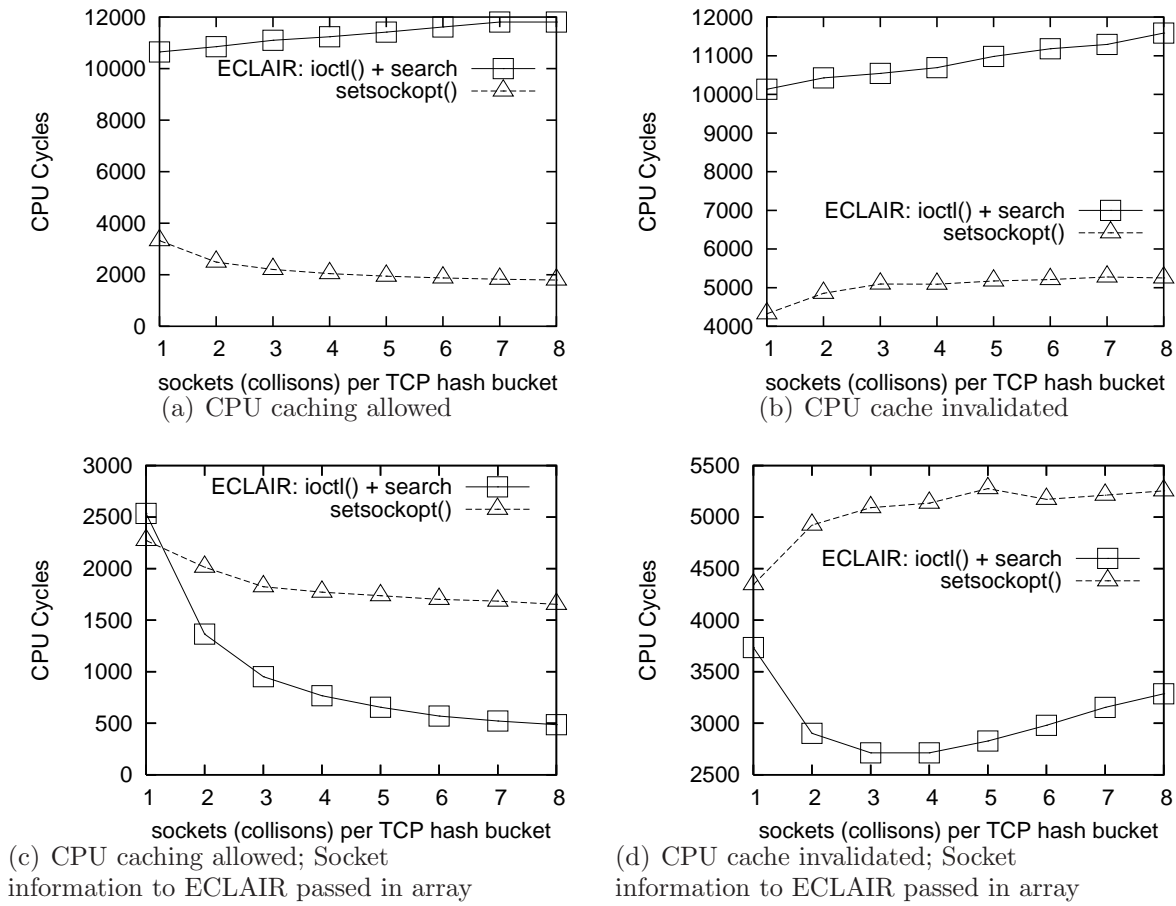 12000
10000
8000
6000
4000
2000
0
CPU Cycles
ECLAIR: ioctl() + search
setsockopt()
1 2 3 4 5 6 7 8
sockets (collisons) per TCP hash bucket
(a) CPU caching allowed
12000
11000
10000
9000
8000
7000
6000
5000
4000
CPU Cycles
ECLAIR: ioctl() + search
setsockopt()
1 2 3 4 5 6 7 8
sockets (collisons) per TCP hash bucket
(b) CPU cache invalidated
3000
2500
2000
1500
1000
500
0
CPU Cycles
ECLAIR: ioctl() + search
setsockopt()
1 2 3 4 5 6 7 8
sockets (collisons) per TCP hash bucket
(c) CPU caching allowed; Socket
information to ECLAIR passed in array
5500
5000
4500
4000
3500
3000
2500
CPU Cycles
ECLAIR: ioctl() + search
setsockopt()
1 2 3 4 5 6 7 8
sockets (collisons) per TCP hash bucket
(d) CPU cache invalidated; Socket
information to ECLAIR passed in array